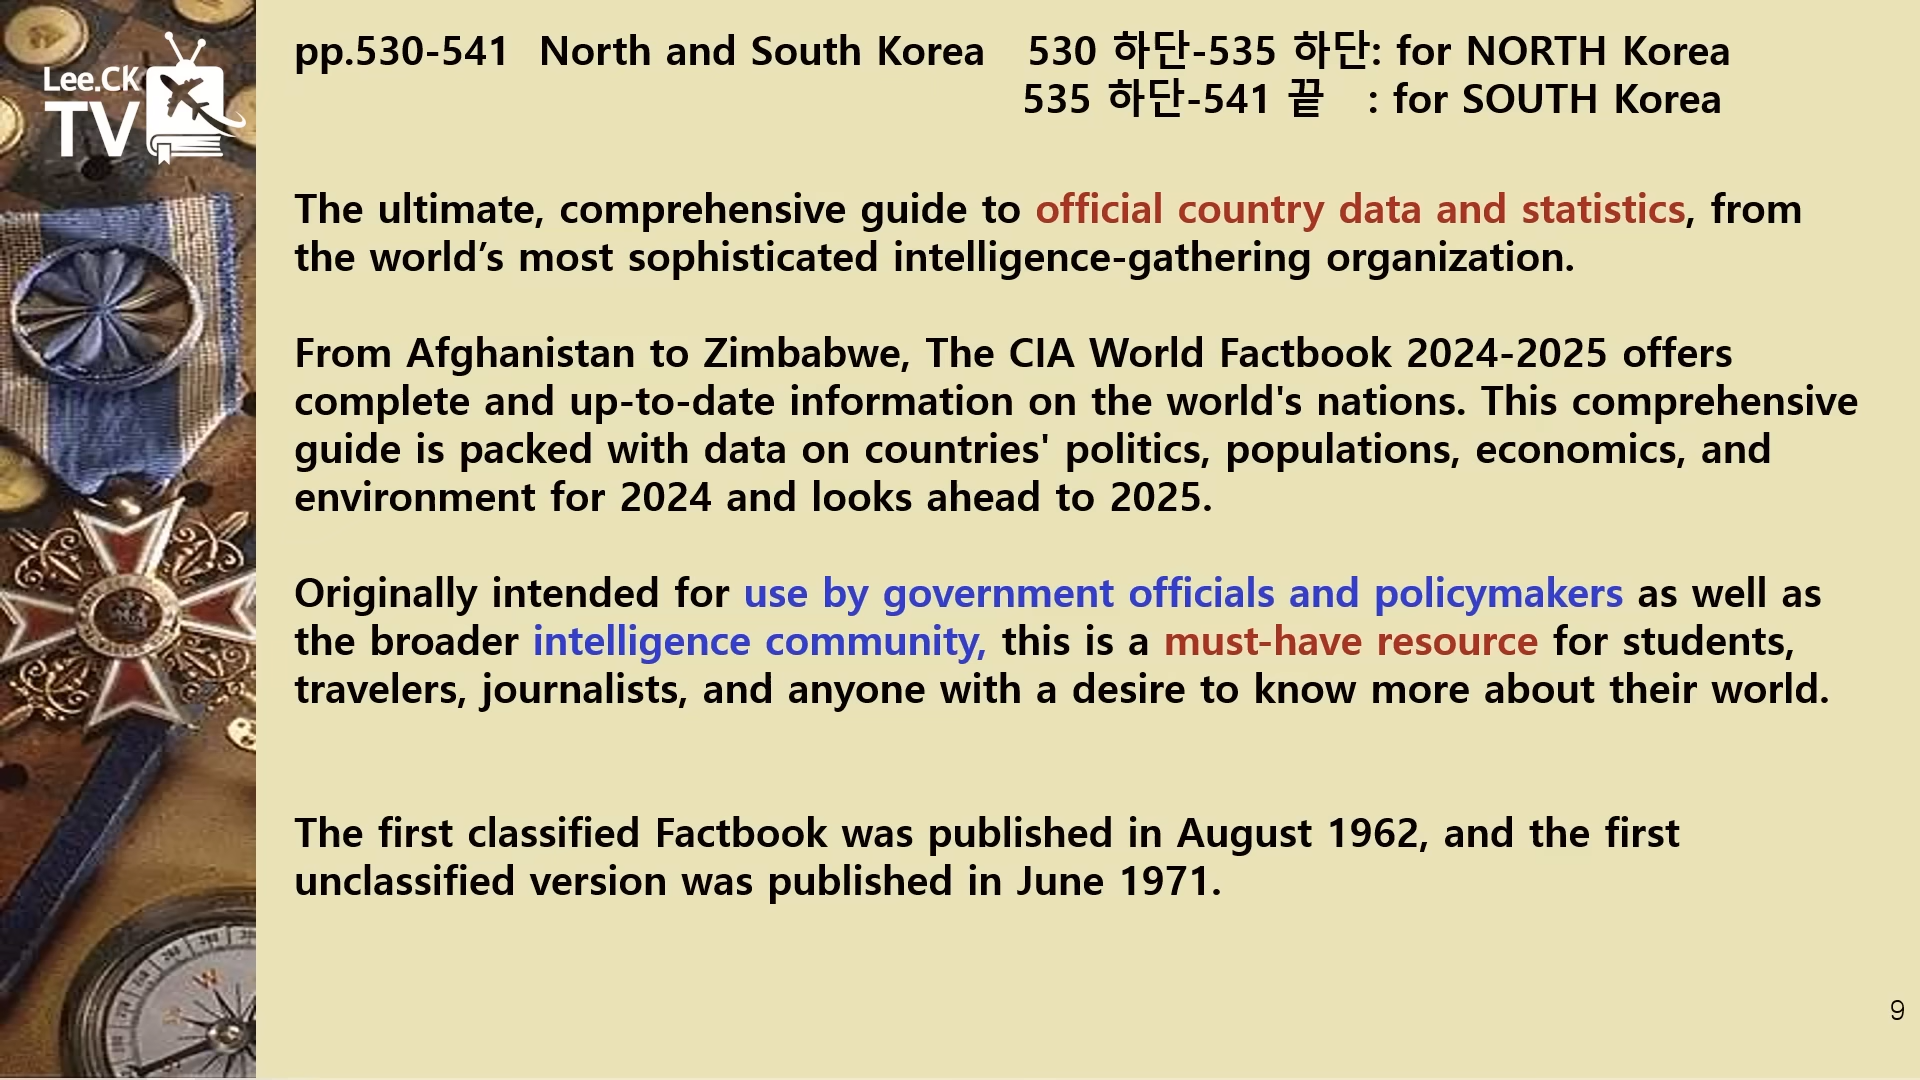 Lee.CK
TV
pp.530-541 North and South Korea 530 하단-535 하단: for NORTH Korea
535 하단-541 끝 : for SOUTH Korea
The ultimate, comprehensive guide to official country data and statistics, from
the world’s most sophisticated intelligence-gathering organization.
From Afghanistan to Zimbabwe, The CIA World Factbook 2024-2025 offers
complete and up-to-date information on the world's nations. This comprehensive
guide is packed with data on countries' politics, populations, economics, and
environment for 2024 and looks ahead to 2025.
Originally intended for use by government officials and policymakers as well as
the broader intelligence community, this is a must-have resource for students,
travelers, journalists, and anyone with a desire to know more about their world.
The first classified Factbook was published in August 1962, and the first
unclassified version was published in June 1971.
W
9